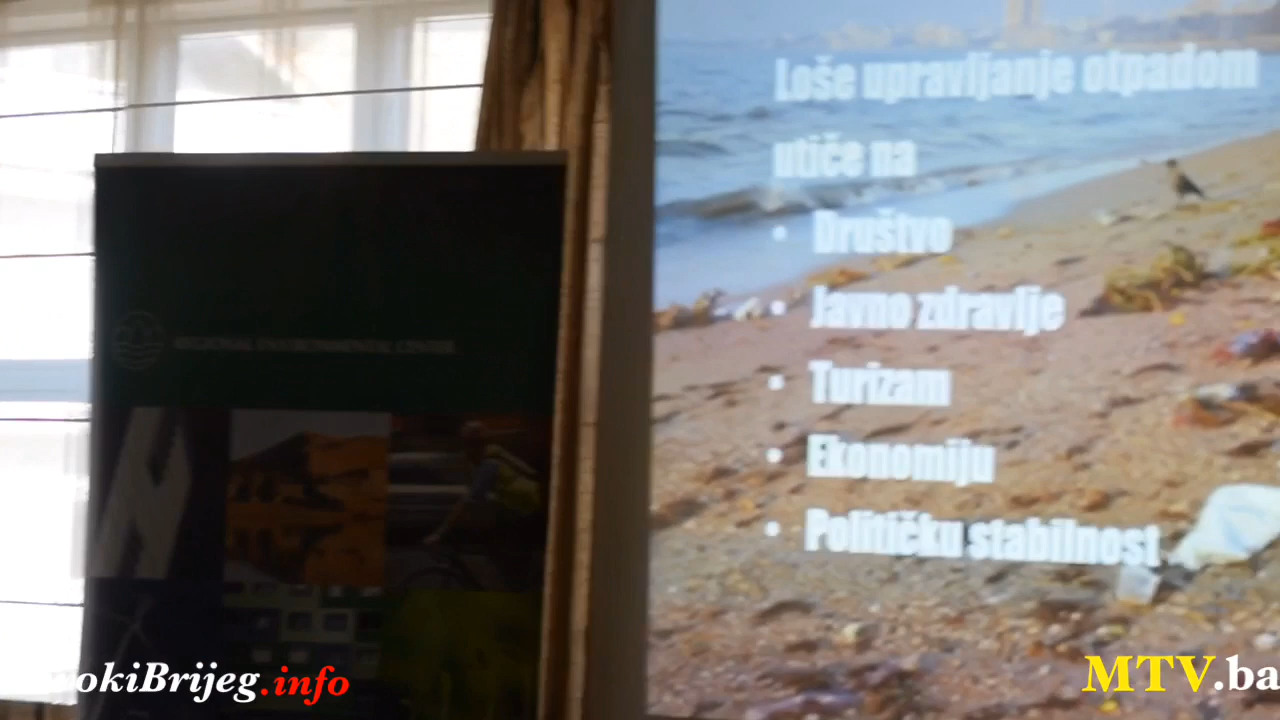 Loše upravljanje otpadom
utiče na
• Društvo
• Javno zdravlje
• Turizam
• Ekonomiju
• Političku stabilnost
REGIONAL ENVIRONMENTAL CENTER
okiBrijeg.info
MTV.ba